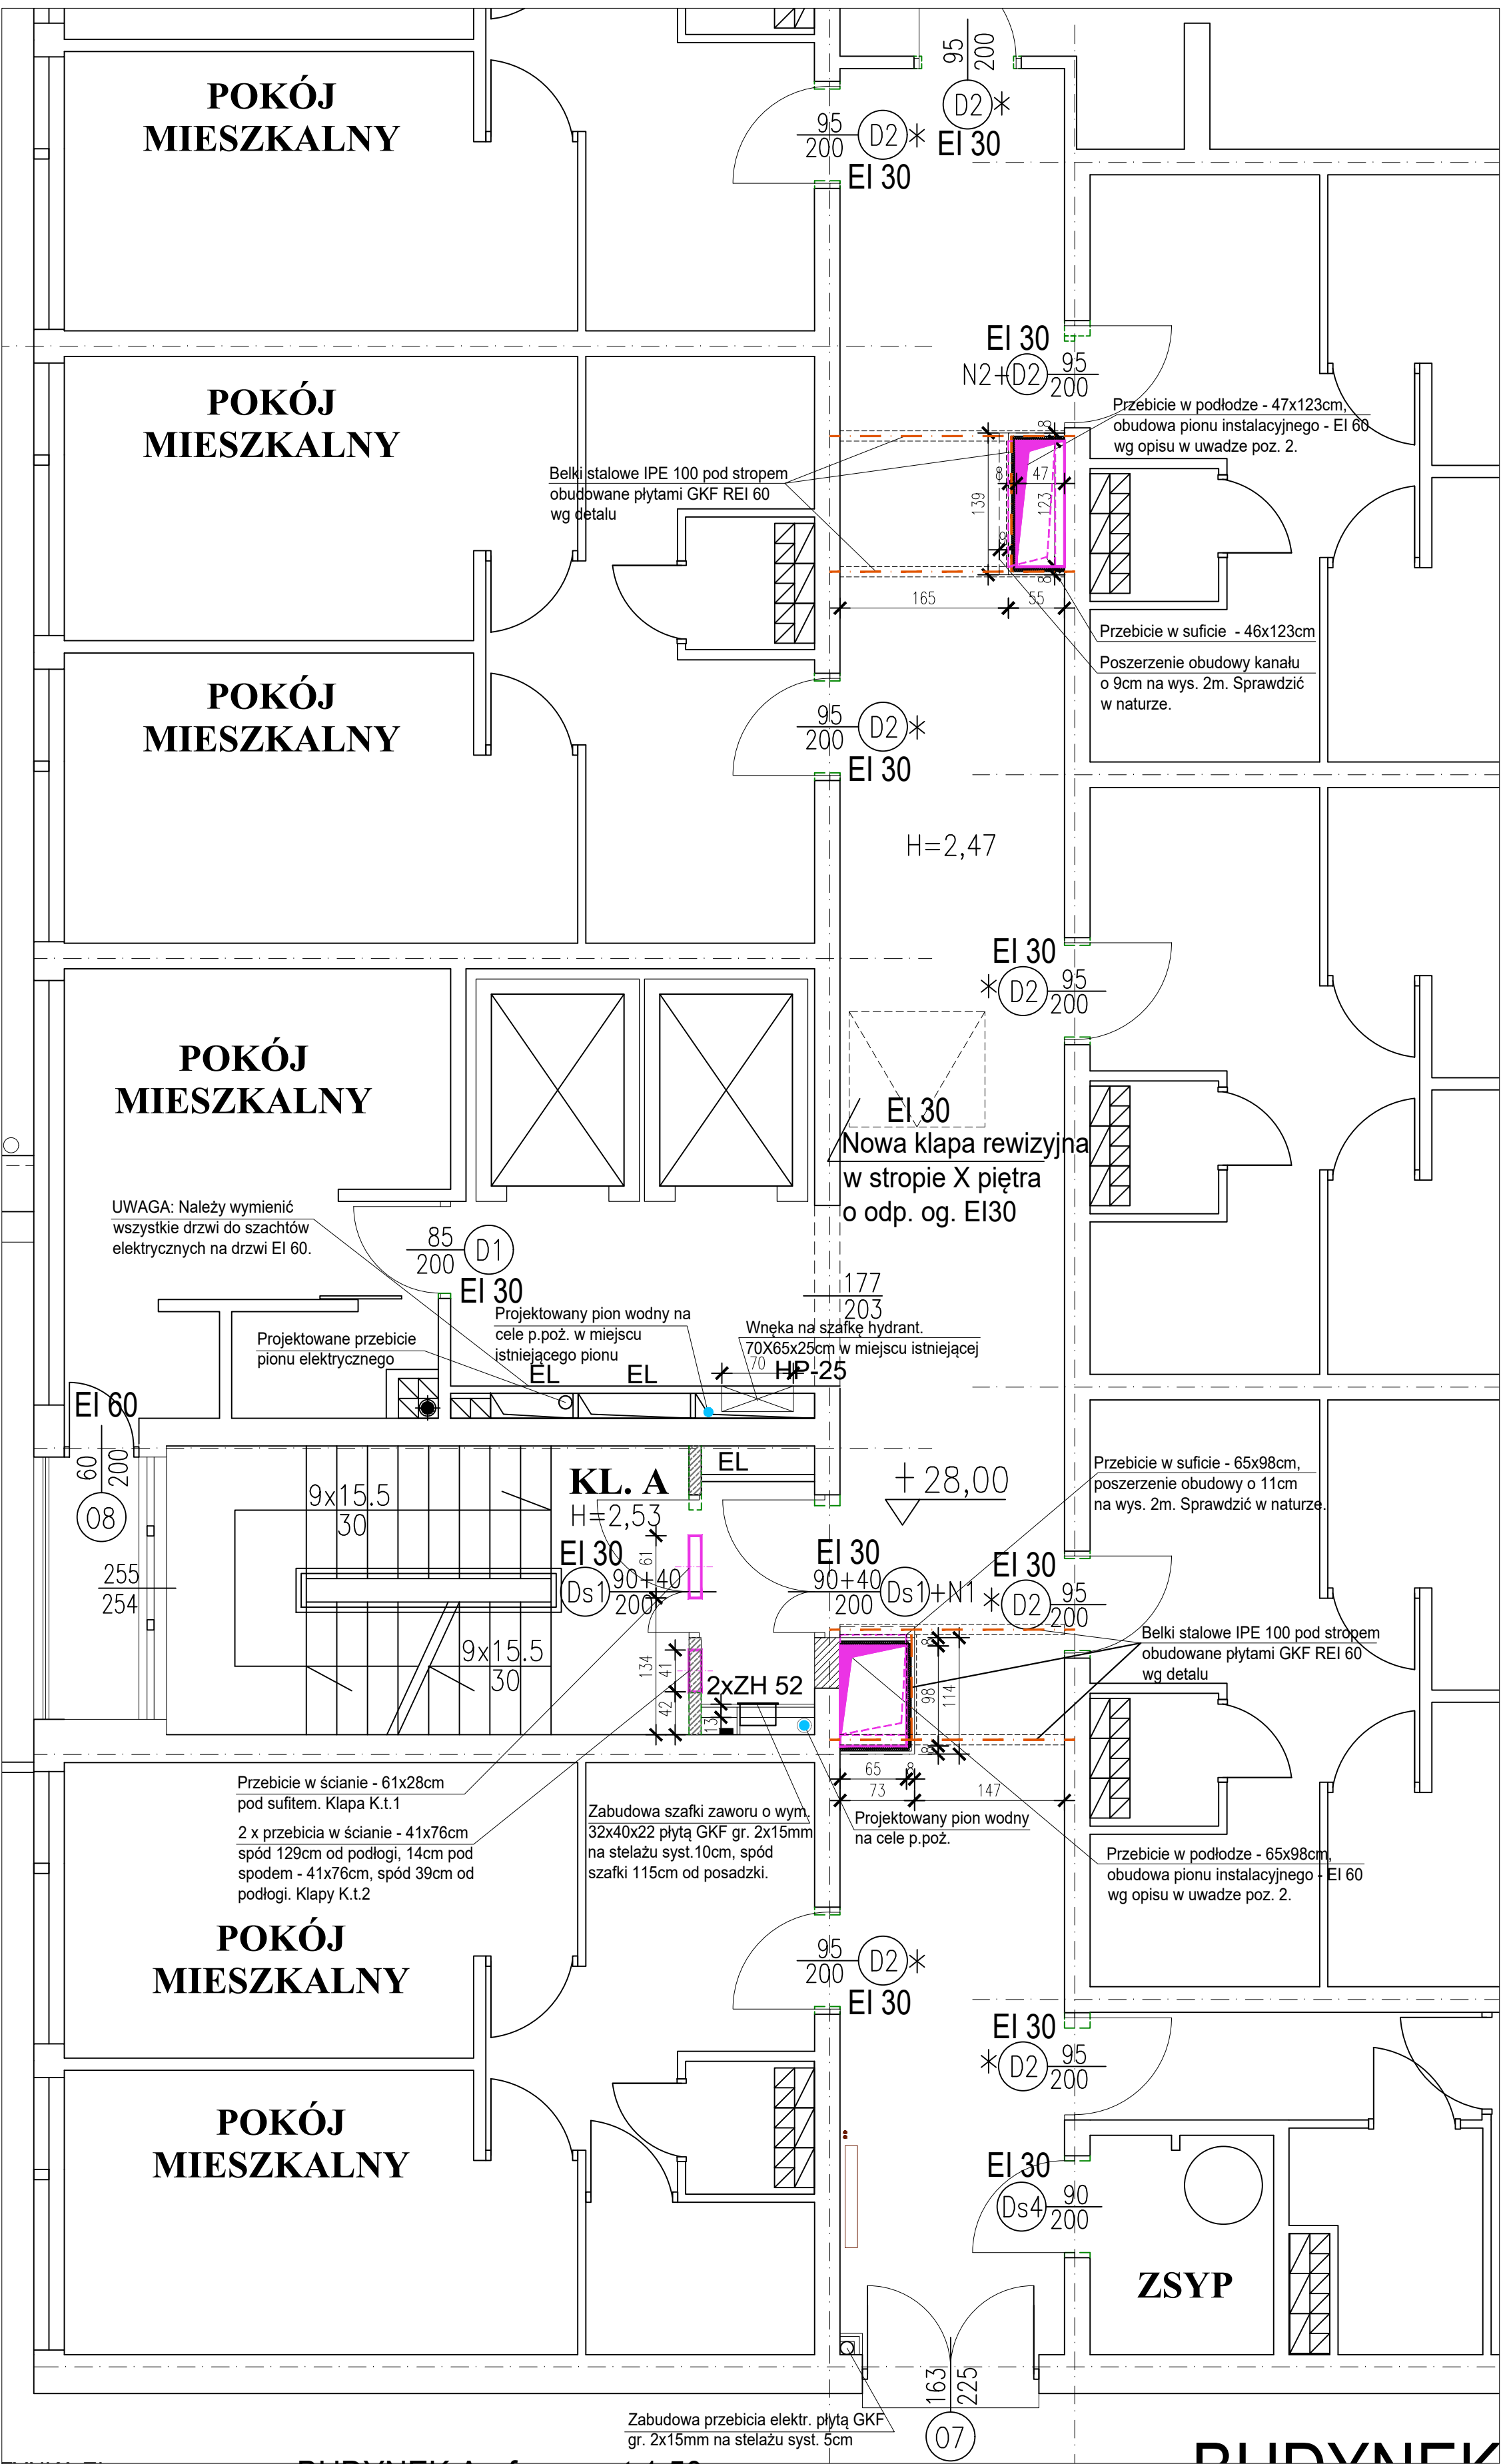 95
200
D2 *
EI 30
POKÓJ
MIESZKALNY
95
200
D2 *
EI 30
EI 30
N2+D2
95
200
POKÓJ
MIESZKALNY
Przebicie w podłodze - 47x123cm,
obudowa pionu instalacyjnego - EI 60
wg opisu w uwadze poz. 2.
Belki stalowe IPE 100 pod stropem
obudowane płytami GKF REI 60
wg detalu
8
8
47
139
123
8
8
165
55
Przebicie w suficie - 46x123cm
Poszerzenie obudowy kanału
o 9cm na wys. 2m. Sprawdzić
w naturze.
POKÓJ
MIESZKALNY
95
200
D2 *
EI 30
H=2,47
EI 30
* D2
95
200
POKÓJ
MIESZKALNY
EI 30
Nowa klapa rewizyjna
w stropie X piętra
o odp. og. EI30
UWAGA: Należy wymienić
wszystkie drzwi do szachtów
elektrycznych na drzwi EI 60.
85
200
D1
EI 30
177
203
Projektowany pion wodny na
cele p.poż. w miejscu
istniejącego pionu
Wnęka na szafkę hydrant.
70X65x25cm w miejscu istniejącej
Projektowane przebicie
pionu elektrycznego
EL
EL
70
HP-25
EI 60
60
200
08
255
254
KL. A
H=2,53
EL
+28,00
9x15.5
30
Przebicie w suficie - 65x98cm,
poszerzenie obudowy o 11cm
na wys. 2m. Sprawdzić w naturze.
EI 30
Ds1
90+40
200
61
EI 30
90+40
200
Ds1+N1
EI 30
* D2
95
200
9x15.5
30
134
41
42
2xZH 52
13
8
98
114
8
Belki stalowe IPE 100 pod stropem
obudowane płytami GKF REI 60
wg detalu
65
8
73
147
Przebicie w ścianie - 61x28cm
pod sufitem. Klapa K.t.1
2 x przebicia w ścianie - 41x76cm
spód 129cm od podłogi, 14cm pod
spodem - 41x76cm, spód 39cm od
podłogi. Klapy K.t.2
Zabudowa szafki zaworu o wym.
32x40x22 płytą GKF gr. 2x15mm
na stelażu syst.10cm, spód
szafki 115cm od posadzki.
Projektowany pion wodny
na cele p.poż.
Przebicie w podłodze - 65x98cm,
obudowa pionu instalacyjnego - EI 60
wg opisu w uwadze poz. 2.
POKÓJ
MIESZKALNY
95
200
D2 *
EI 30
EI 30
* D2
95
200
POKÓJ
MIESZKALNY
EI 30
Ds4
90
200
ZSYP
163
225
07
Zabudowa przebicia elektr. płytą GKF
gr. 2x15mm na stelażu syst. 5cm
BUDYNEK